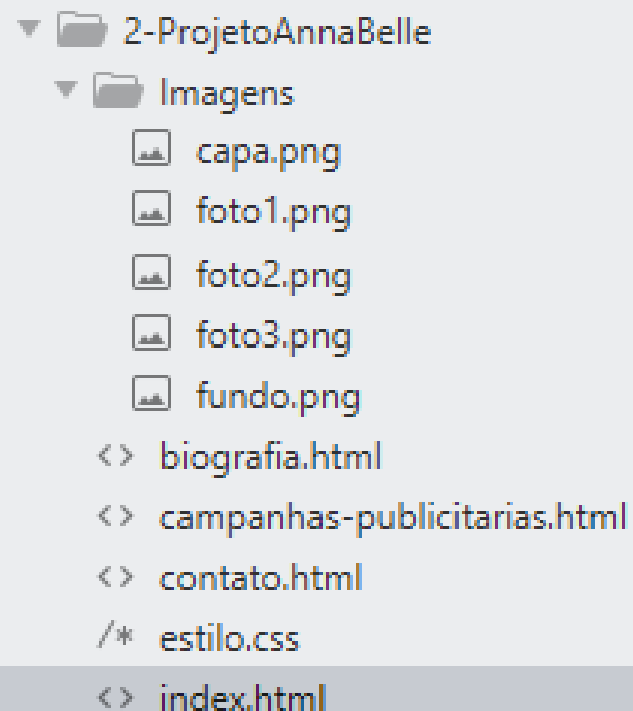 2-ProjetoAnnaBelle
Imagens
capa.png
foto1.png
foto2.png
foto3.png
fundo.png
<> biografia.html
<> campanhas-publicitarias.html
<> contato.html
/* estilo.css
<> index.html